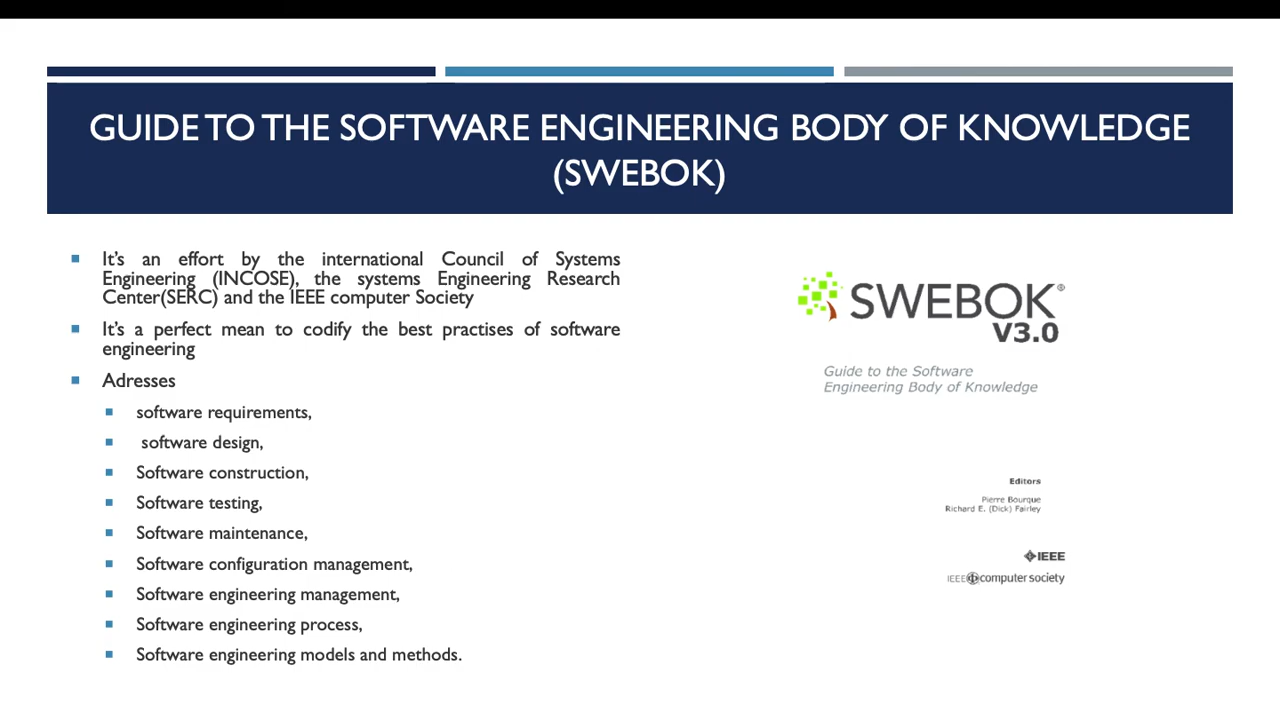 GUIDE TO THE SOFTWARE ENGINEERING BODY OF KNOWLEDGE
(SWEBOK)
It's an effort by the international Council of Systems
Engineering (INCOSE), the systems Engineering Research
Center(SERC) and the IEEE computer Society
It's a perfect mean to codify the best practises of software
engineering
Adresses
software requirements,
software design,
Software construction,
Software testing,
Software maintenance,
Software configuration management,
Software engineering management,
Software engineering process,
Software engineering models and methods.
SWEBOK®
V3.0
Guide to the Software
Engineering Body of Knowledge
Editors
Pierre Bourque
Richard E. (Dick) Fairley
IEEE
IEEE computer society